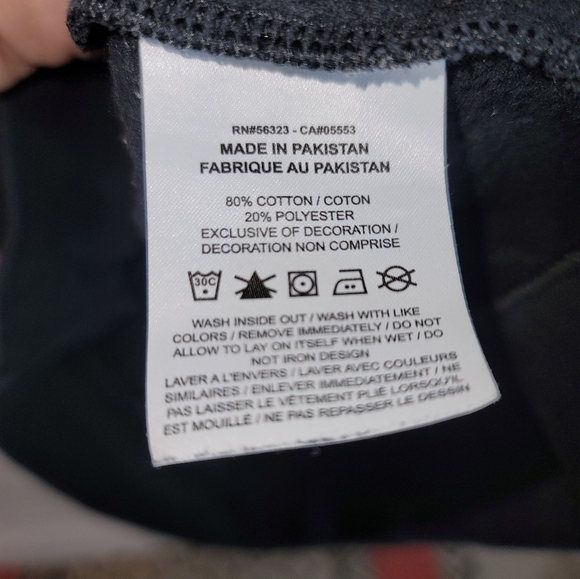 RN#56323 - CA#05553
MADE IN PAKISTAN
FABRIQUE AU PAKISTAN
80% COTTON / COTON
20% POLYESTER
EXCLUSIVE OF DECORATION /
DECORATION NON COMPRISE
30C
WASH INSIDE OUT / WASH WITH LIKE
COLORS / REMOVE IMMEDIATELY / DO NOT
ALLOW TO LAY ON ITSELF WHEN WET / DO
NOT IRON DESIGN
LAVER A L'ENVERS / LAVER AVEC COULEURS
SIMILAIRES / ENLEVER IMMEDIATEMENT / NE
PAS LAISSER LE VÊTEMENT PLIÉ LORSQU'IL
EST MOUILLÉ / NE PAS REPASSER LE DESSIN